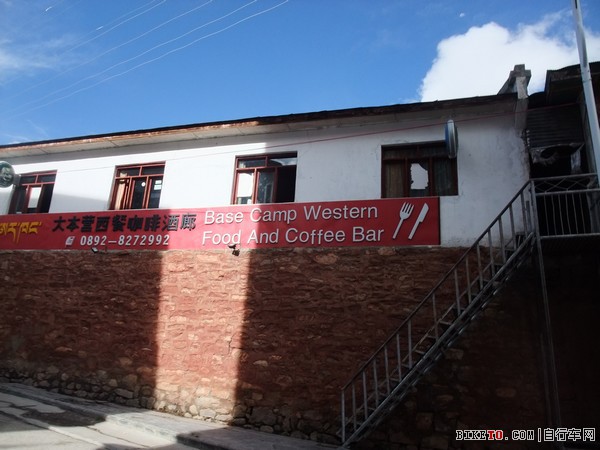 大本营西餐咖啡酒廊
0892-8272992
Base Camp Western
Food And Coffee Bar
BIKETO.COM|自行车网